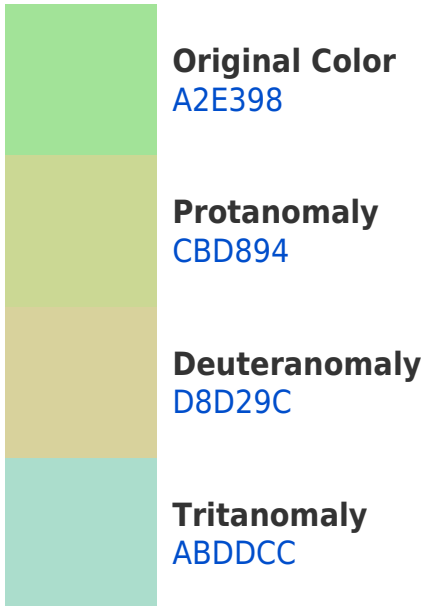 Original Color
A2E398
Protanomaly
CBD894
Deuteranomaly
D8D29C
Tritanomaly
ABDDCC